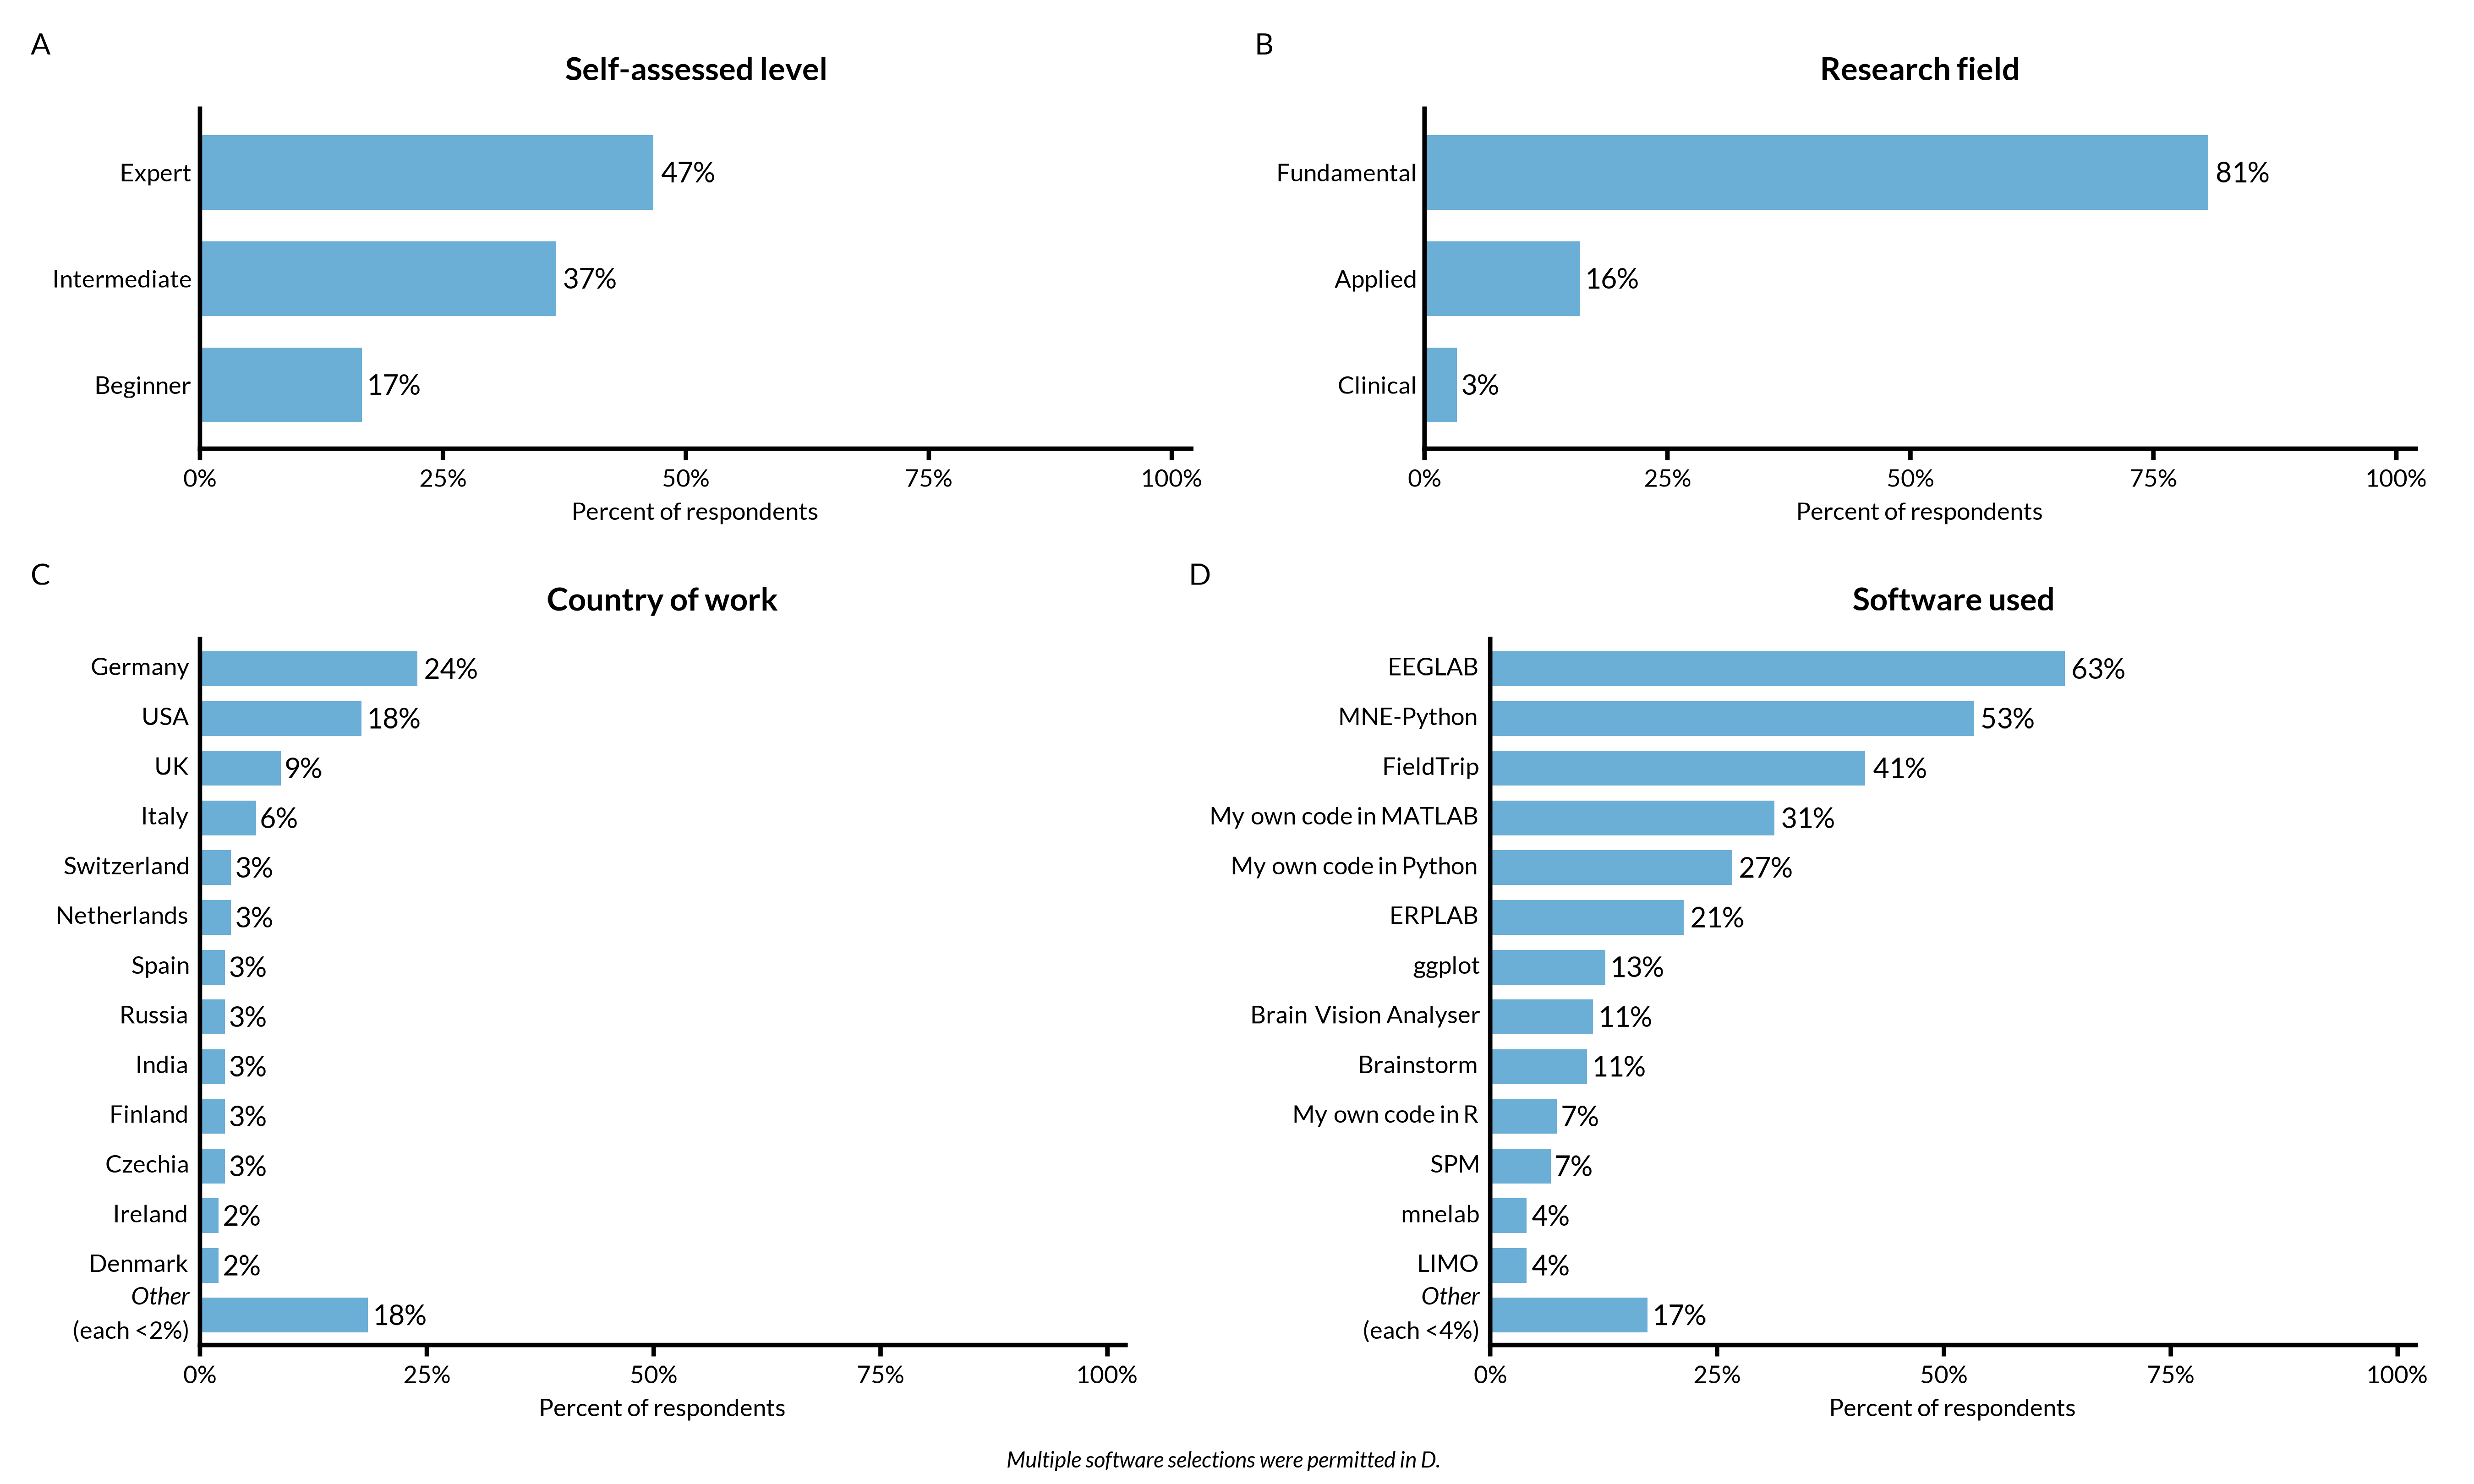 A
Self-assessed level
Expert
47%
Intermediate
37%
Beginner
17%
0%
25%
50%
75%
100%
Percent of respondents
B
Research field
Fundamental
81%
Applied
16%
Clinical
3%
0%
25%
50%
75%
100%
Percent of respondents
C
Country of work
Germany
24%
USA
18%
UK
9%
Italy
6%
Switzerland
3%
Netherlands
3%
Spain
3%
Russia
3%
India
3%
Finland
3%
Czechia
3%
Ireland
2%
Denmark
2%
Other
(each <2%)
18%
0%
25%
50%
75%
100%
Percent of respondents
D
Software used
EEGLAB
63%
MNE-Python
53%
FieldTrip
41%
My own code in MATLAB
31%
My own code in Python
27%
ERPLAB
21%
ggplot
13%
Brain Vision Analyser
11%
Brainstorm
11%
My own code in R
7%
SPM
7%
mnelab
4%
LIMO
4%
Other
(each <4%)
17%
0%
25%
50%
75%
100%
Percent of respondents
Multiple software selections were permitted in D.